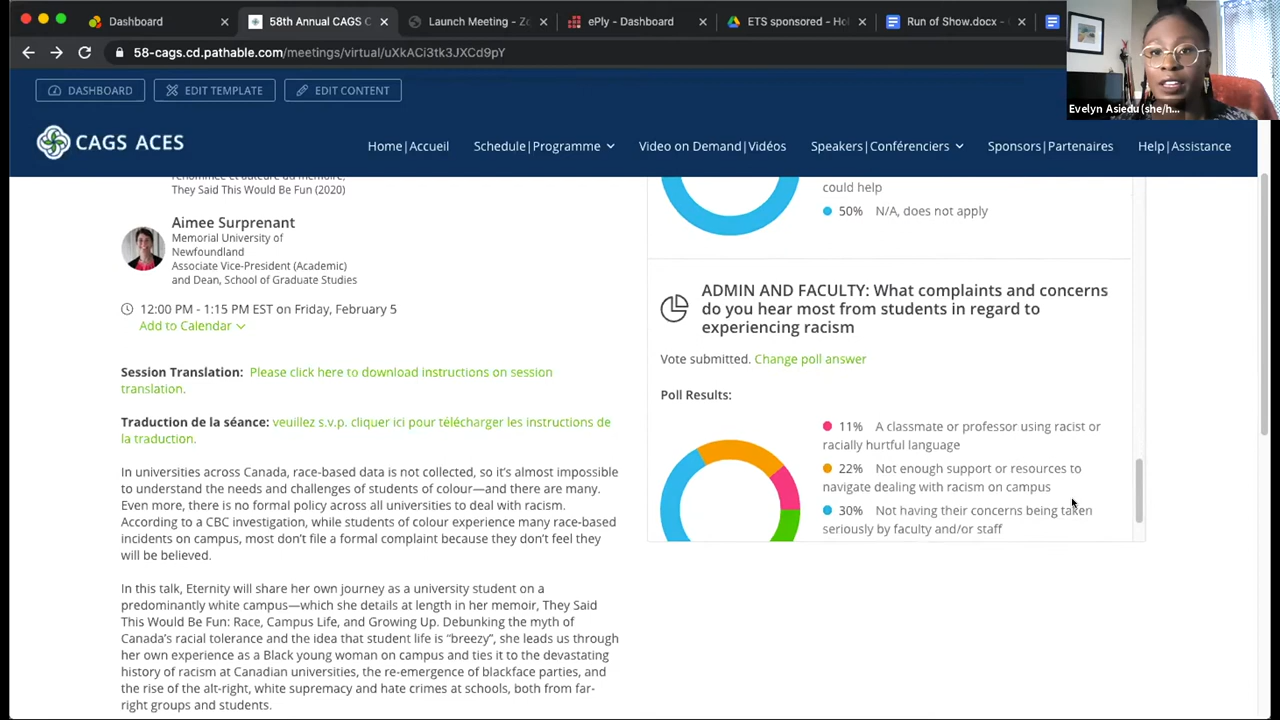 Dashboard
58th Annual CAGS C
Launch Meeting - Zo
ePly - Dashboard
ETS sponsored - Hol
Run of Show.docx -
58-cags.cd.pathable.com/meetings/virtual/uXkACi3tk3JXCd9pY
Evelyn Asiedu (she/h...
DASHBOARD
EDIT TEMPLATE
EDIT CONTENT
CAGS ACES
Home|Accueil
Schedule|Programme
Video on Demand|Vidéos
Speakers|Conférenciers
Sponsors|Partenaires
Help|Assistance
renommée et auteure du mémoire,
They Said This Would Be Fun (2020)
Aimee Surprenant
Memorial University of
Newfoundland
Associate Vice-President (Academic)
and Dean, School of Graduate Studies
12:00 PM - 1:15 PM EST on Friday, February 5
Add to Calendar
Session Translation: Please click here to download instructions on session
translation.
Traduction de la séance: veuillez s.v.p. cliquer ici pour télécharger les instructions de
la traduction.
In universities across Canada, race-based data is not collected, so it's almost impossible
to understand the needs and challenges of students of colour—and there are many.
Even more, there is no formal policy across all universities to deal with racism.
According to a CBC investigation, while students of colour experience many race-based
incidents on campus, most don't file a formal complaint because they don't feel they
will be believed.
In this talk, Eternity will share her own journey as a university student on a
predominantly white campus—which she details at length in her memoir, They Said
This Would Be Fun: Race, Campus Life, and Growing Up. Debunking the myth of
Canada's racial tolerance and the idea that student life is "breezy", she leads us through
her own experience as a Black young woman on campus and ties it to the devastating
history of racism at Canadian universities, the re-emergence of blackface parties, and
the rise of the alt-right, white supremacy and hate crimes at schools, both from far-
right groups and students.
could help
50% N/A, does not apply
ADMIN AND FACULTY: What complaints and concerns
do you hear most from students in regard to
experiencing racism
Vote submitted. Change poll answer
Poll Results:
11% A classmate or professor using racist or
racially hurtful language
22% Not enough support or resources to
navigate dealing with racism on campus
30% Not having their concerns being taken
seriously by faculty and/or staff